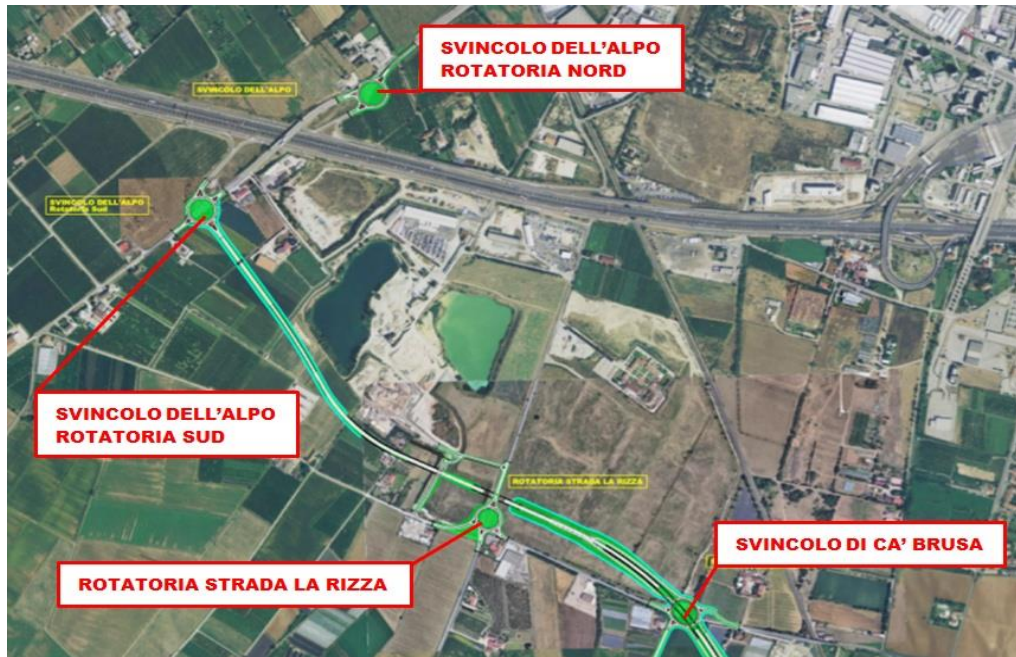 SVINCOLO DELL'ALPO
ROTATORIA NORD
SVINCOLO DELL'ALPO
SVINCOLO DELL'ALPO
Rotatoria Sud
SVINCOLO DELL'ALPO
ROTATORIA SUD
ROTATORIA STRADA LA RIZZA
SVINCOLO DI CA' BRUSA
ROTATORIA STRADA LA RIZZA